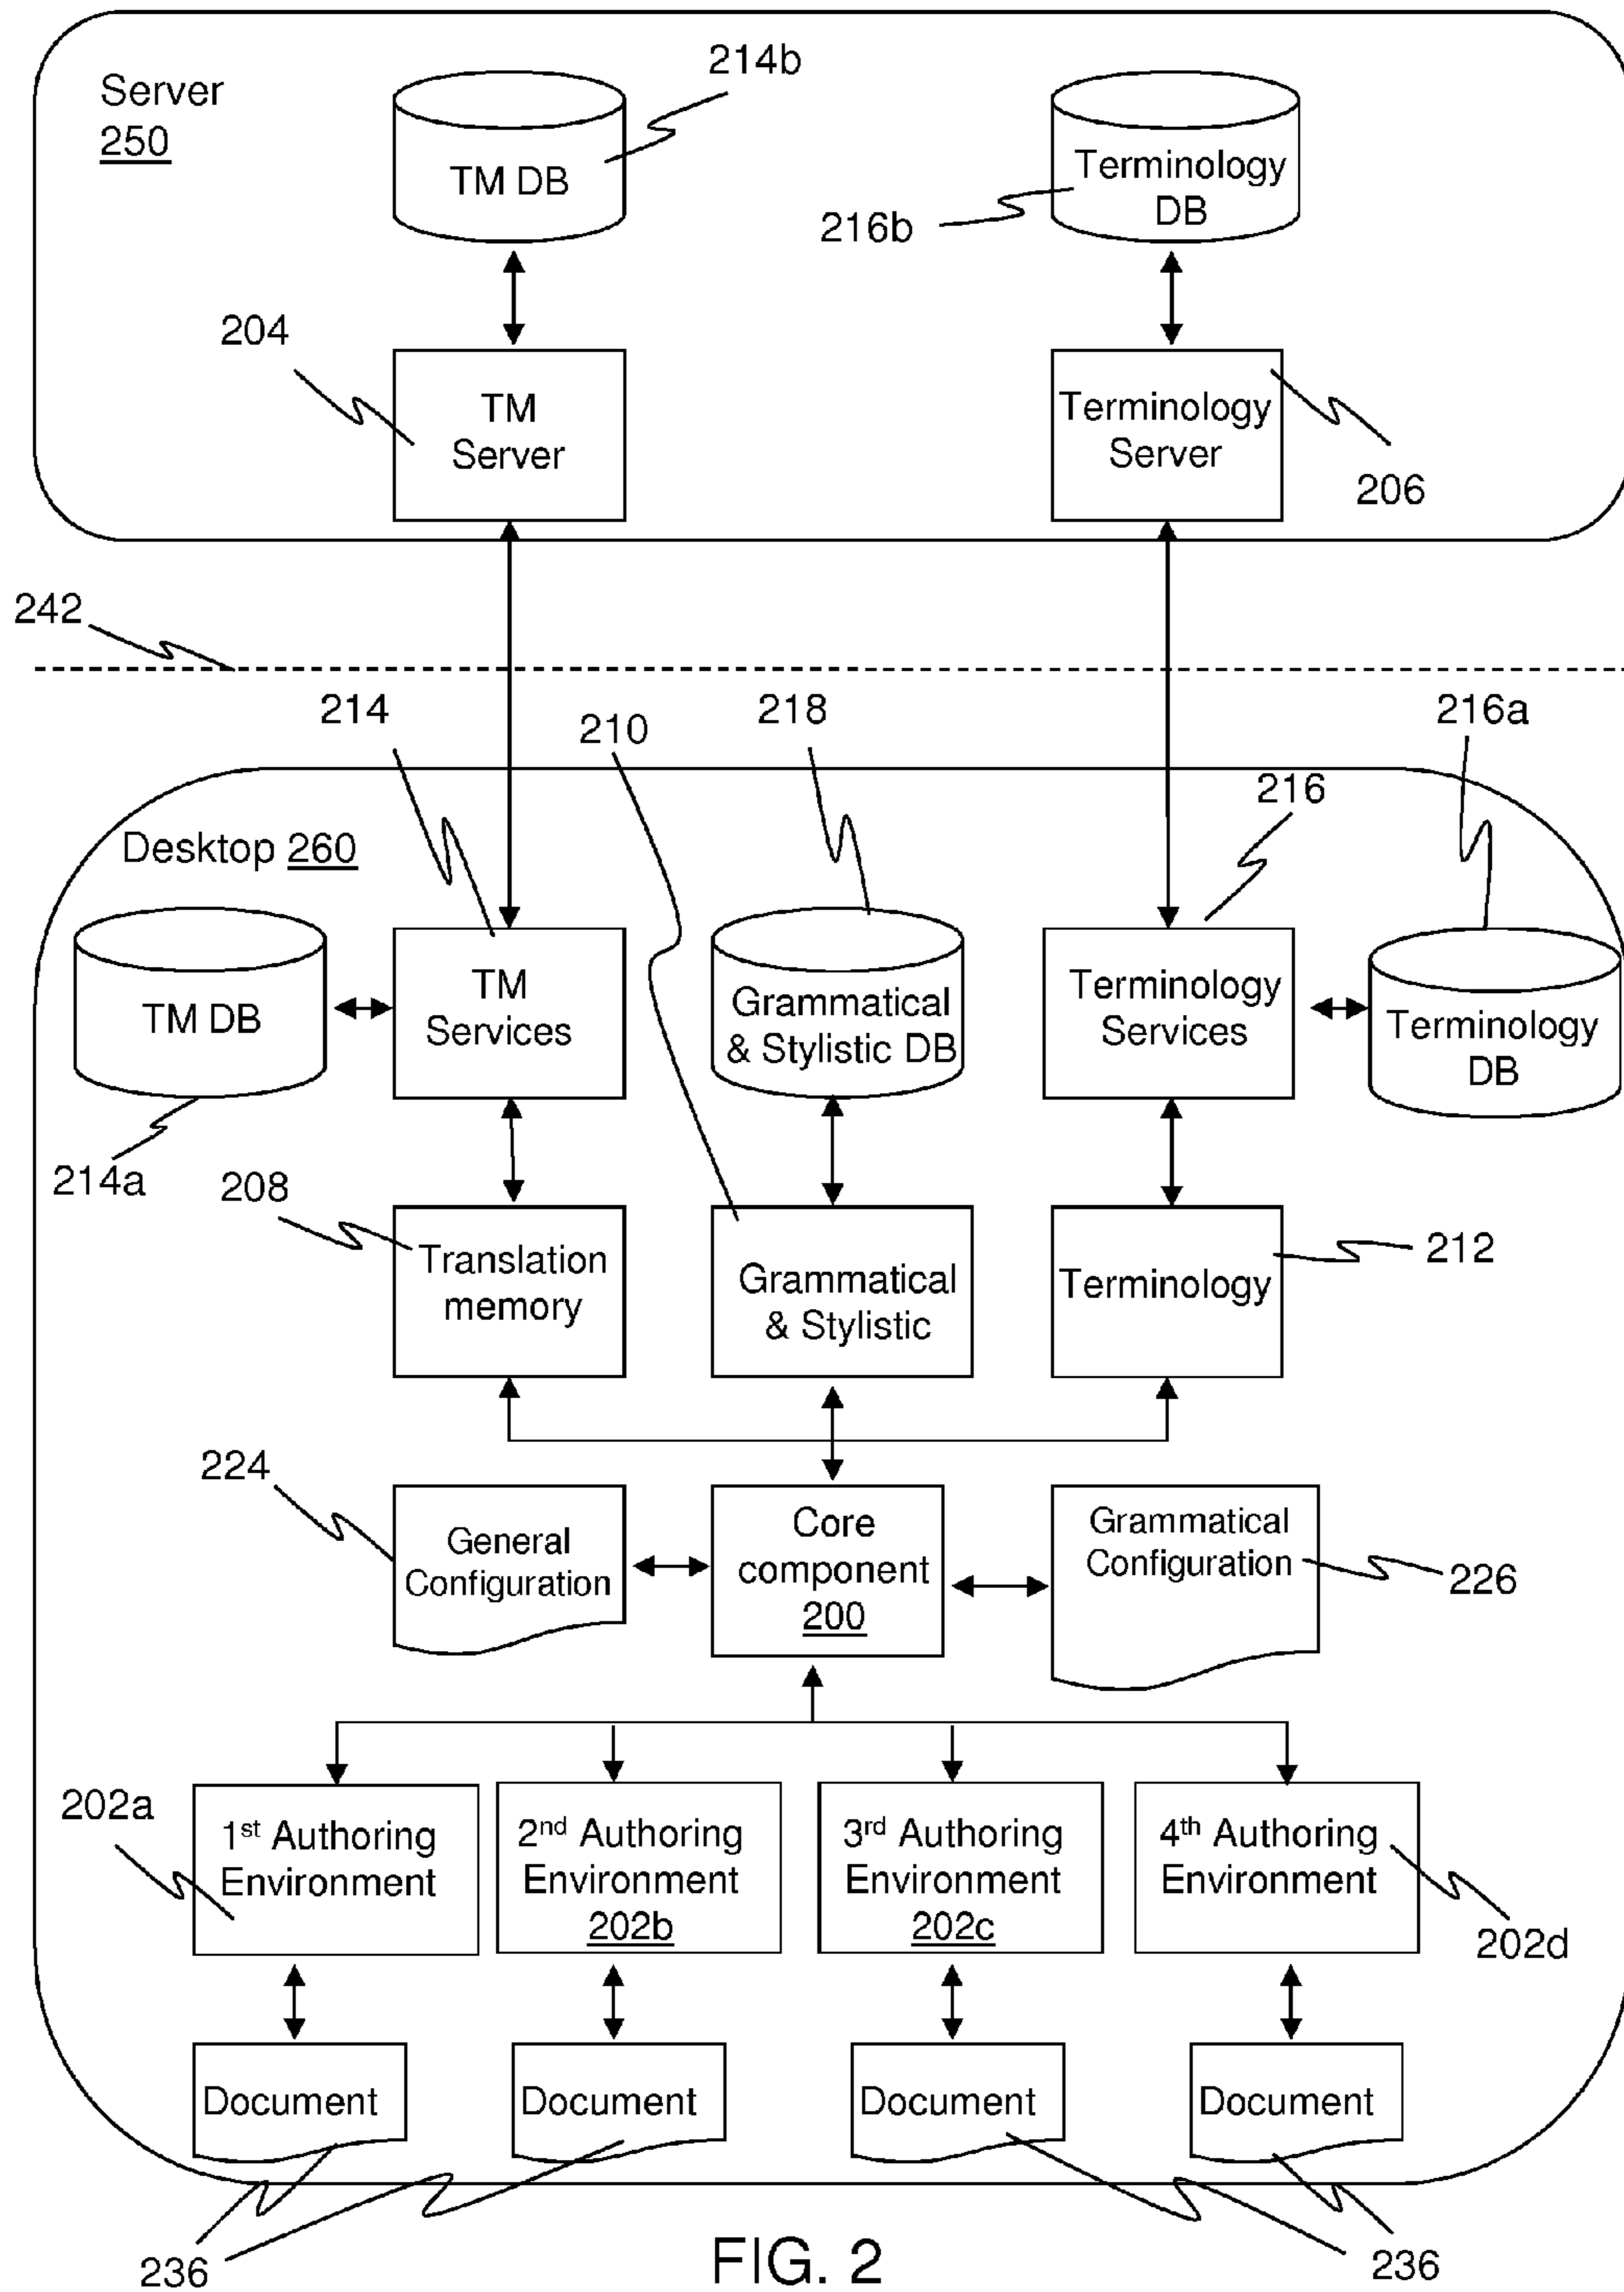 Server
250
214b
TM DB
Terminology
DB
216b
204
TM
Server
Terminology
Server
206
242
214
210
218
216
216a
Desktop 260
TM DB
TM
Services
Grammatical
& Stylistic DB
Terminology
Services
Terminology
DB
214a
208
Translation
memory
Grammatical
& Stylistic
Terminology
212
224
General
Configuration
Core
component
200
Grammatical
Configuration
226
202a
1st Authoring
Environment
2nd Authoring
Environment
202b
3rd Authoring
Environment
202c
4th Authoring
Environment
202d
Document
Document
Document
Document
236
236
FIG. 2